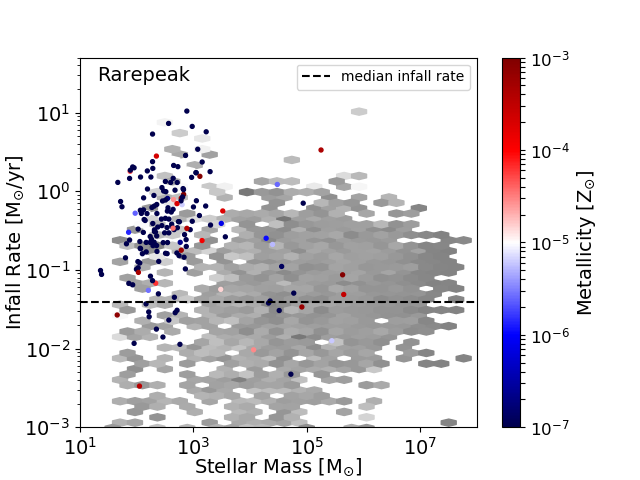 Rarepeak
median infall rate
Infall Rate [M⊙/yr]
10¹
10⁰
10⁻¹
10⁻²
10⁻³
10¹ 10³ 10⁵ 10⁷
Stellar Mass [M⊙]
10⁻³
10⁻⁴
10⁻⁵
10⁻⁶
10⁻⁷
Metallicity [Z⊙]